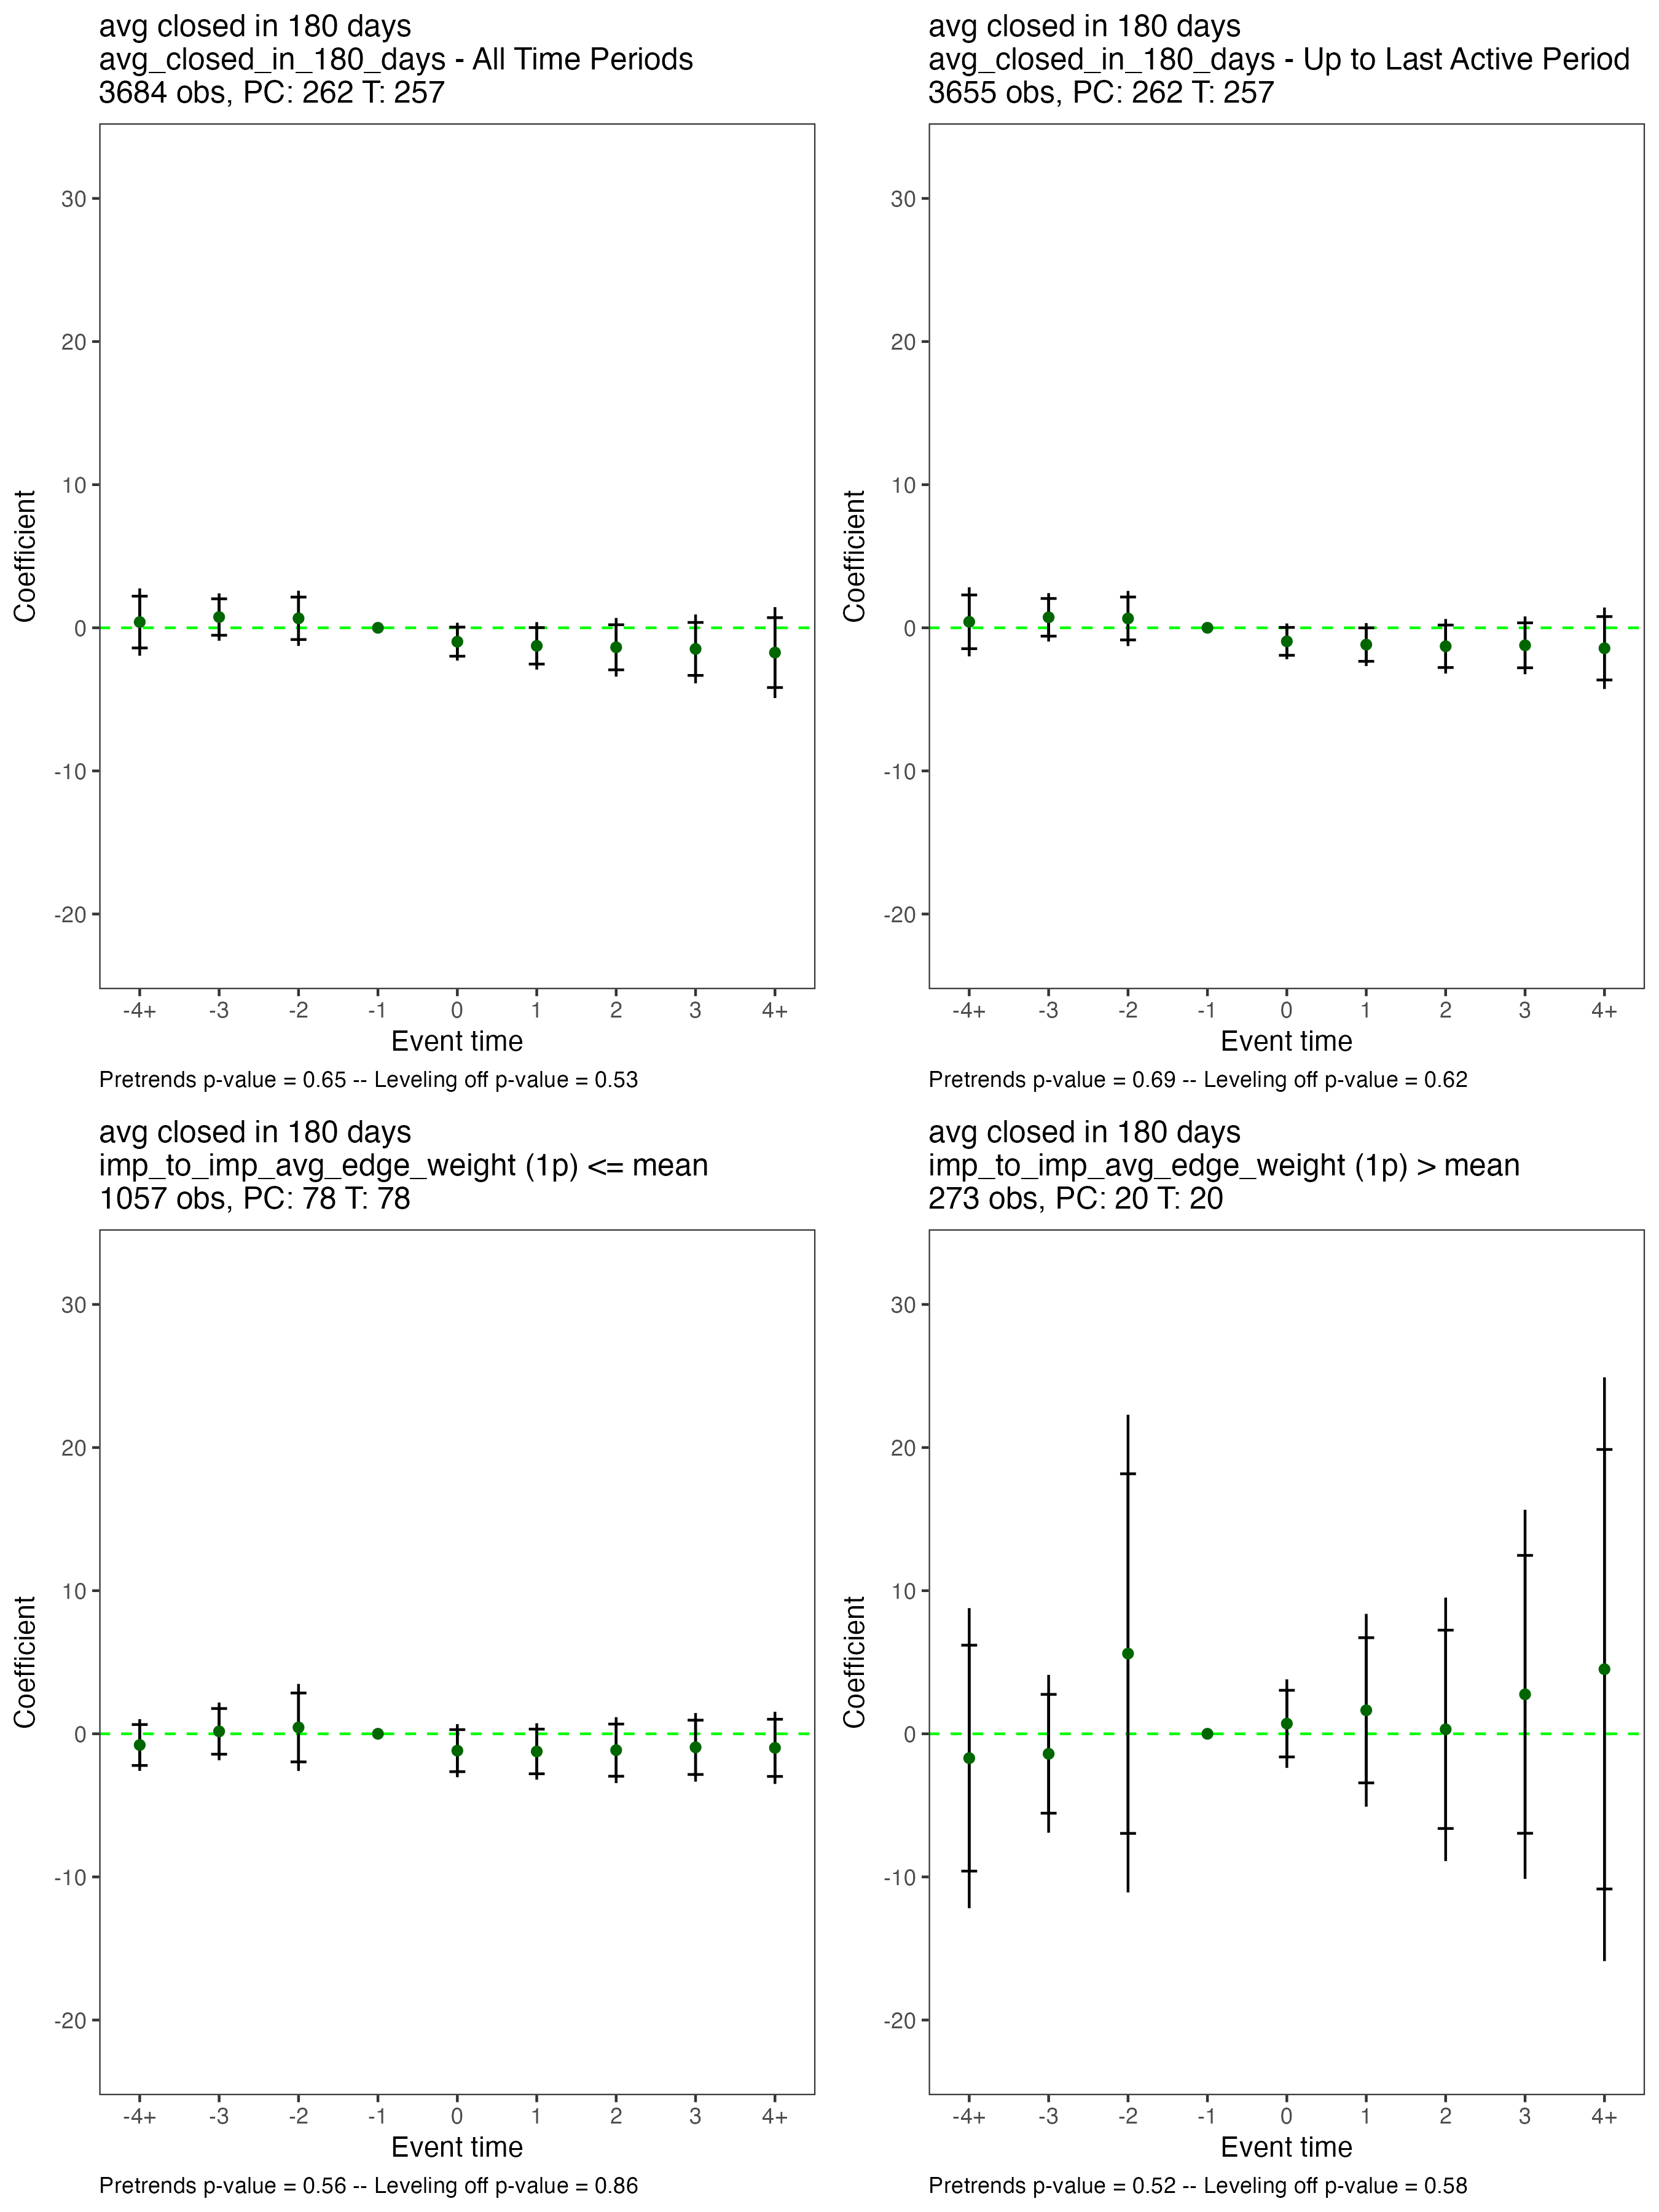 avg closed in 180 days
avg_closed_in_180_days - All Time Periods
3684 obs, PC: 262 T: 257
Coefficient
30
20
10
0
-10
-20
-4+ -3 -2 -1 0 1 2 3 4+
Event time
Pretrends p-value = 0.65 -- Leveling off p-value = 0.53
avg closed in 180 days
avg_closed_in_180_days - Up to Last Active Period
3655 obs, PC: 262 T: 257
Coefficient
30
20
10
0
-10
-20
-4+ -3 -2 -1 0 1 2 3 4+
Event time
Pretrends p-value = 0.69 -- Leveling off p-value = 0.62
avg closed in 180 days
imp_to_imp_avg_edge_weight (1p) <= mean
1057 obs, PC: 78 T: 78
Coefficient
30
20
10
0
-10
-20
-4+ -3 -2 -1 0 1 2 3 4+
Event time
Pretrends p-value = 0.56 -- Leveling off p-value = 0.86
avg closed in 180 days
imp_to_imp_avg_edge_weight (1p) > mean
273 obs, PC: 20 T: 20
Coefficient
30
20
10
0
-10
-20
-4+ -3 -2 -1 0 1 2 3 4+
Event time
Pretrends p-value = 0.52 -- Leveling off p-value = 0.58